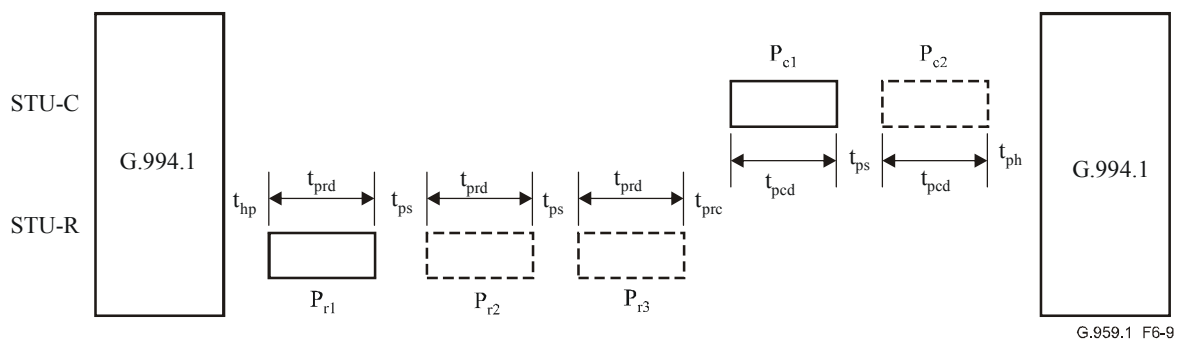 P_c1 P_c2
STU-C
G.994.1 G.994.1
t_prd t_ps t_prd t_ps t_prd t_prc t_pcd t_ps t_pcd t_ph
t_hp
STU-R
P_r1 P_r2 P_r3
G.959.1 F6-9